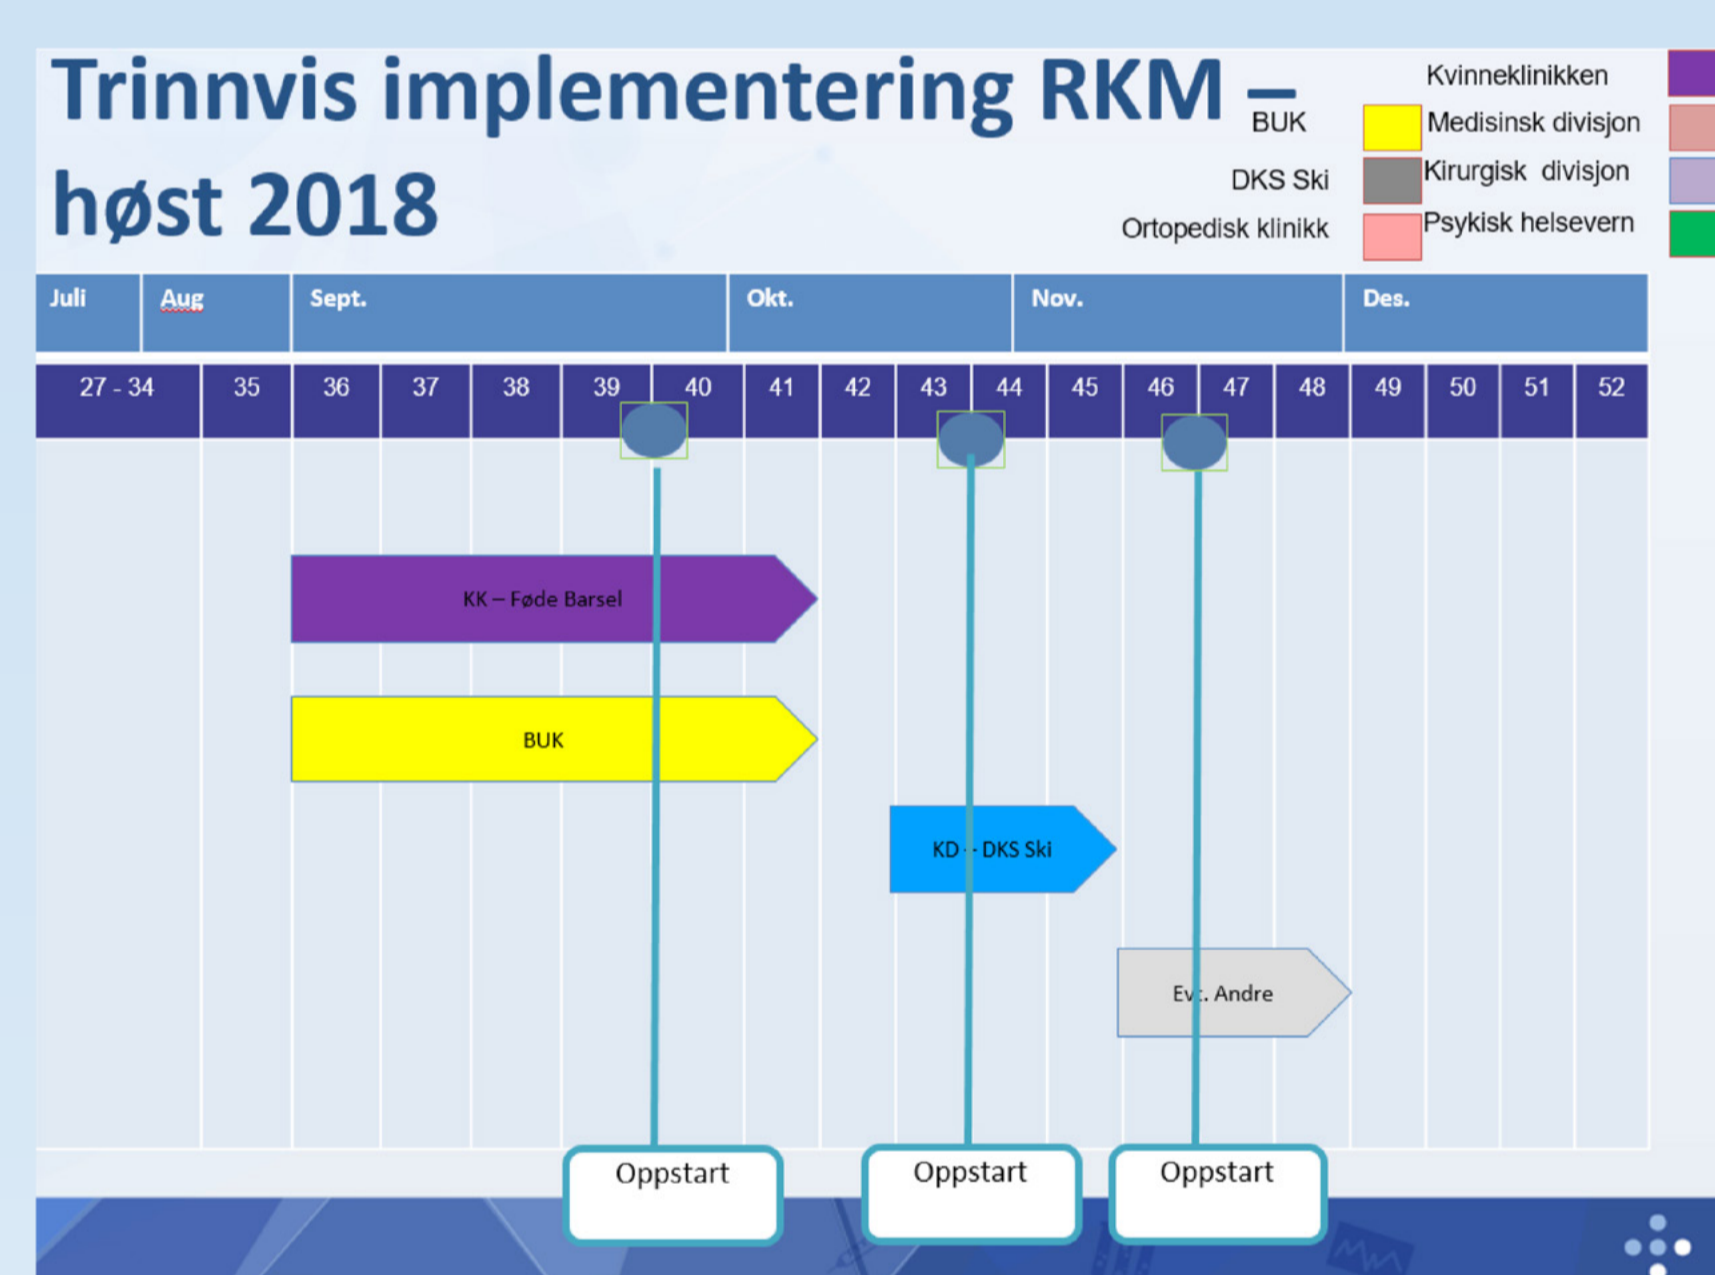 Trinnvis implementering RKM –
høst 2018
Kvinneklinikken
BUK
Medisinsk divisjon
DKS Ski
Kirurgisk divisjon
Ortopedisk klinikk
Psykisk helsevern
Juli Aug Sept. Okt. Nov. Des.
27 - 34 35 36 37 38 39 40 41 42 43 44 45 46 47 48 49 50 51 52
KK – Føde Barsel
BUK
KD – DKS Ski
Evt. Andre
Oppstart Oppstart Oppstart